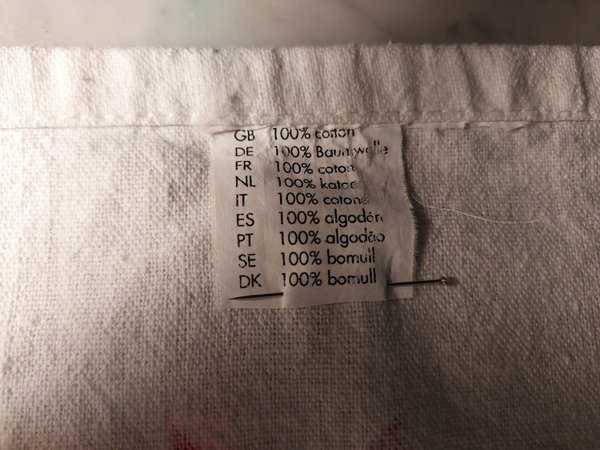 GB 100% cotton
DE 100% Baumwolle
FR 100% coton
NL 100% katoen
IT 100% cotone
ES 100% algodón
PT 100% algodão
SE 100% bomull
DK 100% bomull